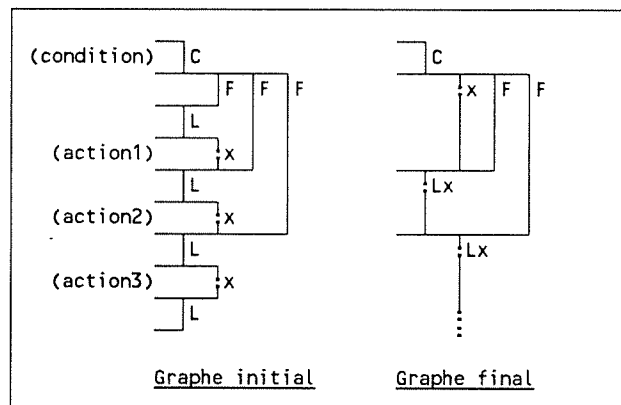 (condition) C C
F F F x F F
L
(action1) x
L Lx
(action2) x
L Lx
(action3) x
L
Graphe initial Graphe final